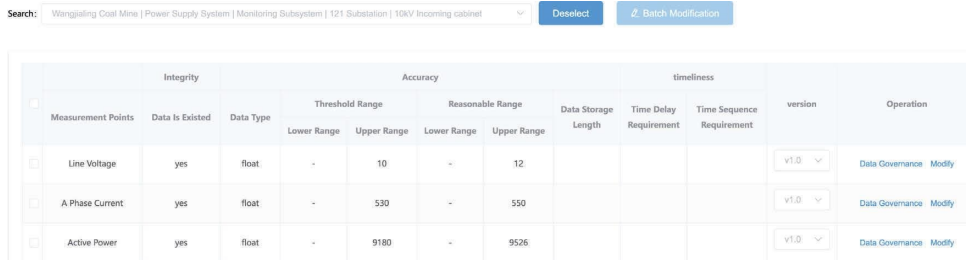 Search: Wangjialing Coal Mine | Power Supply System | Monitoring Subsystem | 121 Substation | 10kV Incoming cabinet Deselect Batch Modification
Integrity Accuracy timeliness
Measurement Points Data Is Existed Data Type Threshold Range Reasonable Range Data Storage Length Time Delay Requirement Time Sequence Requirement version Operation
Lower Range Upper Range Lower Range Upper Range
Line Voltage yes float - 10 - 12 v1.0 Data Governance Modify
A Phase Current yes float - 530 - 550 v1.0 Data Governance Modify
Active Power yes float - 9180 - 9526 v1.0 Data Governance Modify